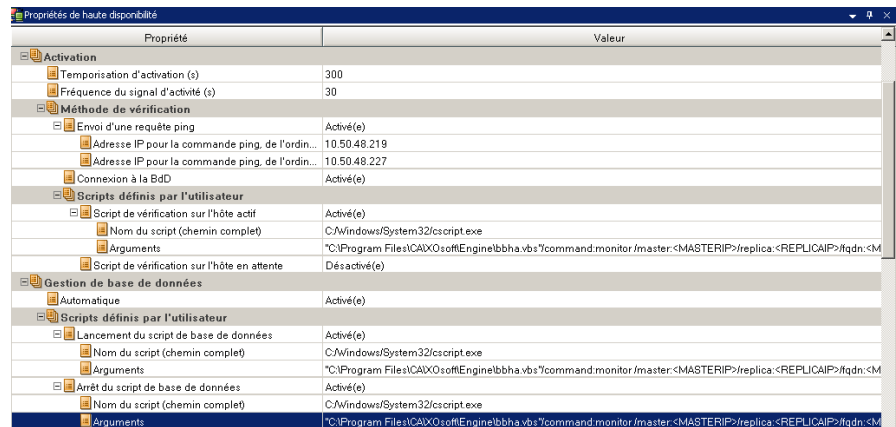 Propriétés de haute disponibilité
Propriété Valeur
Activation
Temporisation d'activation (s) 300
Fréquence du signal d'activité (s) 30
Méthode de vérification
Envoi d'une requête ping Activé(e)
Adresse IP pour la commande ping, de l'ordin... 10.50.48.219
Adresse IP pour la commande ping, de l'ordin... 10.50.48.227
Connexion à la BdD Activé(e)
Scripts définis par l'utilisateur
Script de vérification sur l'hôte actif Activé(e)
Nom du script (chemin complet) C:/Windows/System32/cscript.exe
Arguments "C:\Program Files\CA\XOsoft\Engine\bbha.vbs"/command:monitor /master:<MASTERIP>/replica:<REPLICAIP>/fqdn:<M
Script de vérification sur l'hôte en attente Désactivé(e)
Gestion de base de données
Automatique Activé(e)
Scripts définis par l'utilisateur
Lancement du script de base de données Activé(e)
Nom du script (chemin complet) C:/Windows/System32/cscript.exe
Arguments "C:\Program Files\CA\XOsoft\Engine\bbha.vbs"/command:monitor /master:<MASTERIP>/replica:<REPLICAIP>/fqdn:<M
Arrêt du script de base de données Activé(e)
Nom du script (chemin complet) C:/Windows/System32/cscript.exe
Arguments "C:\Program Files\CA\XOsoft\Engine\bbha.vbs"/command:monitor /master:<MASTERIP>/replica:<REPLICAIP>/fqdn:<M